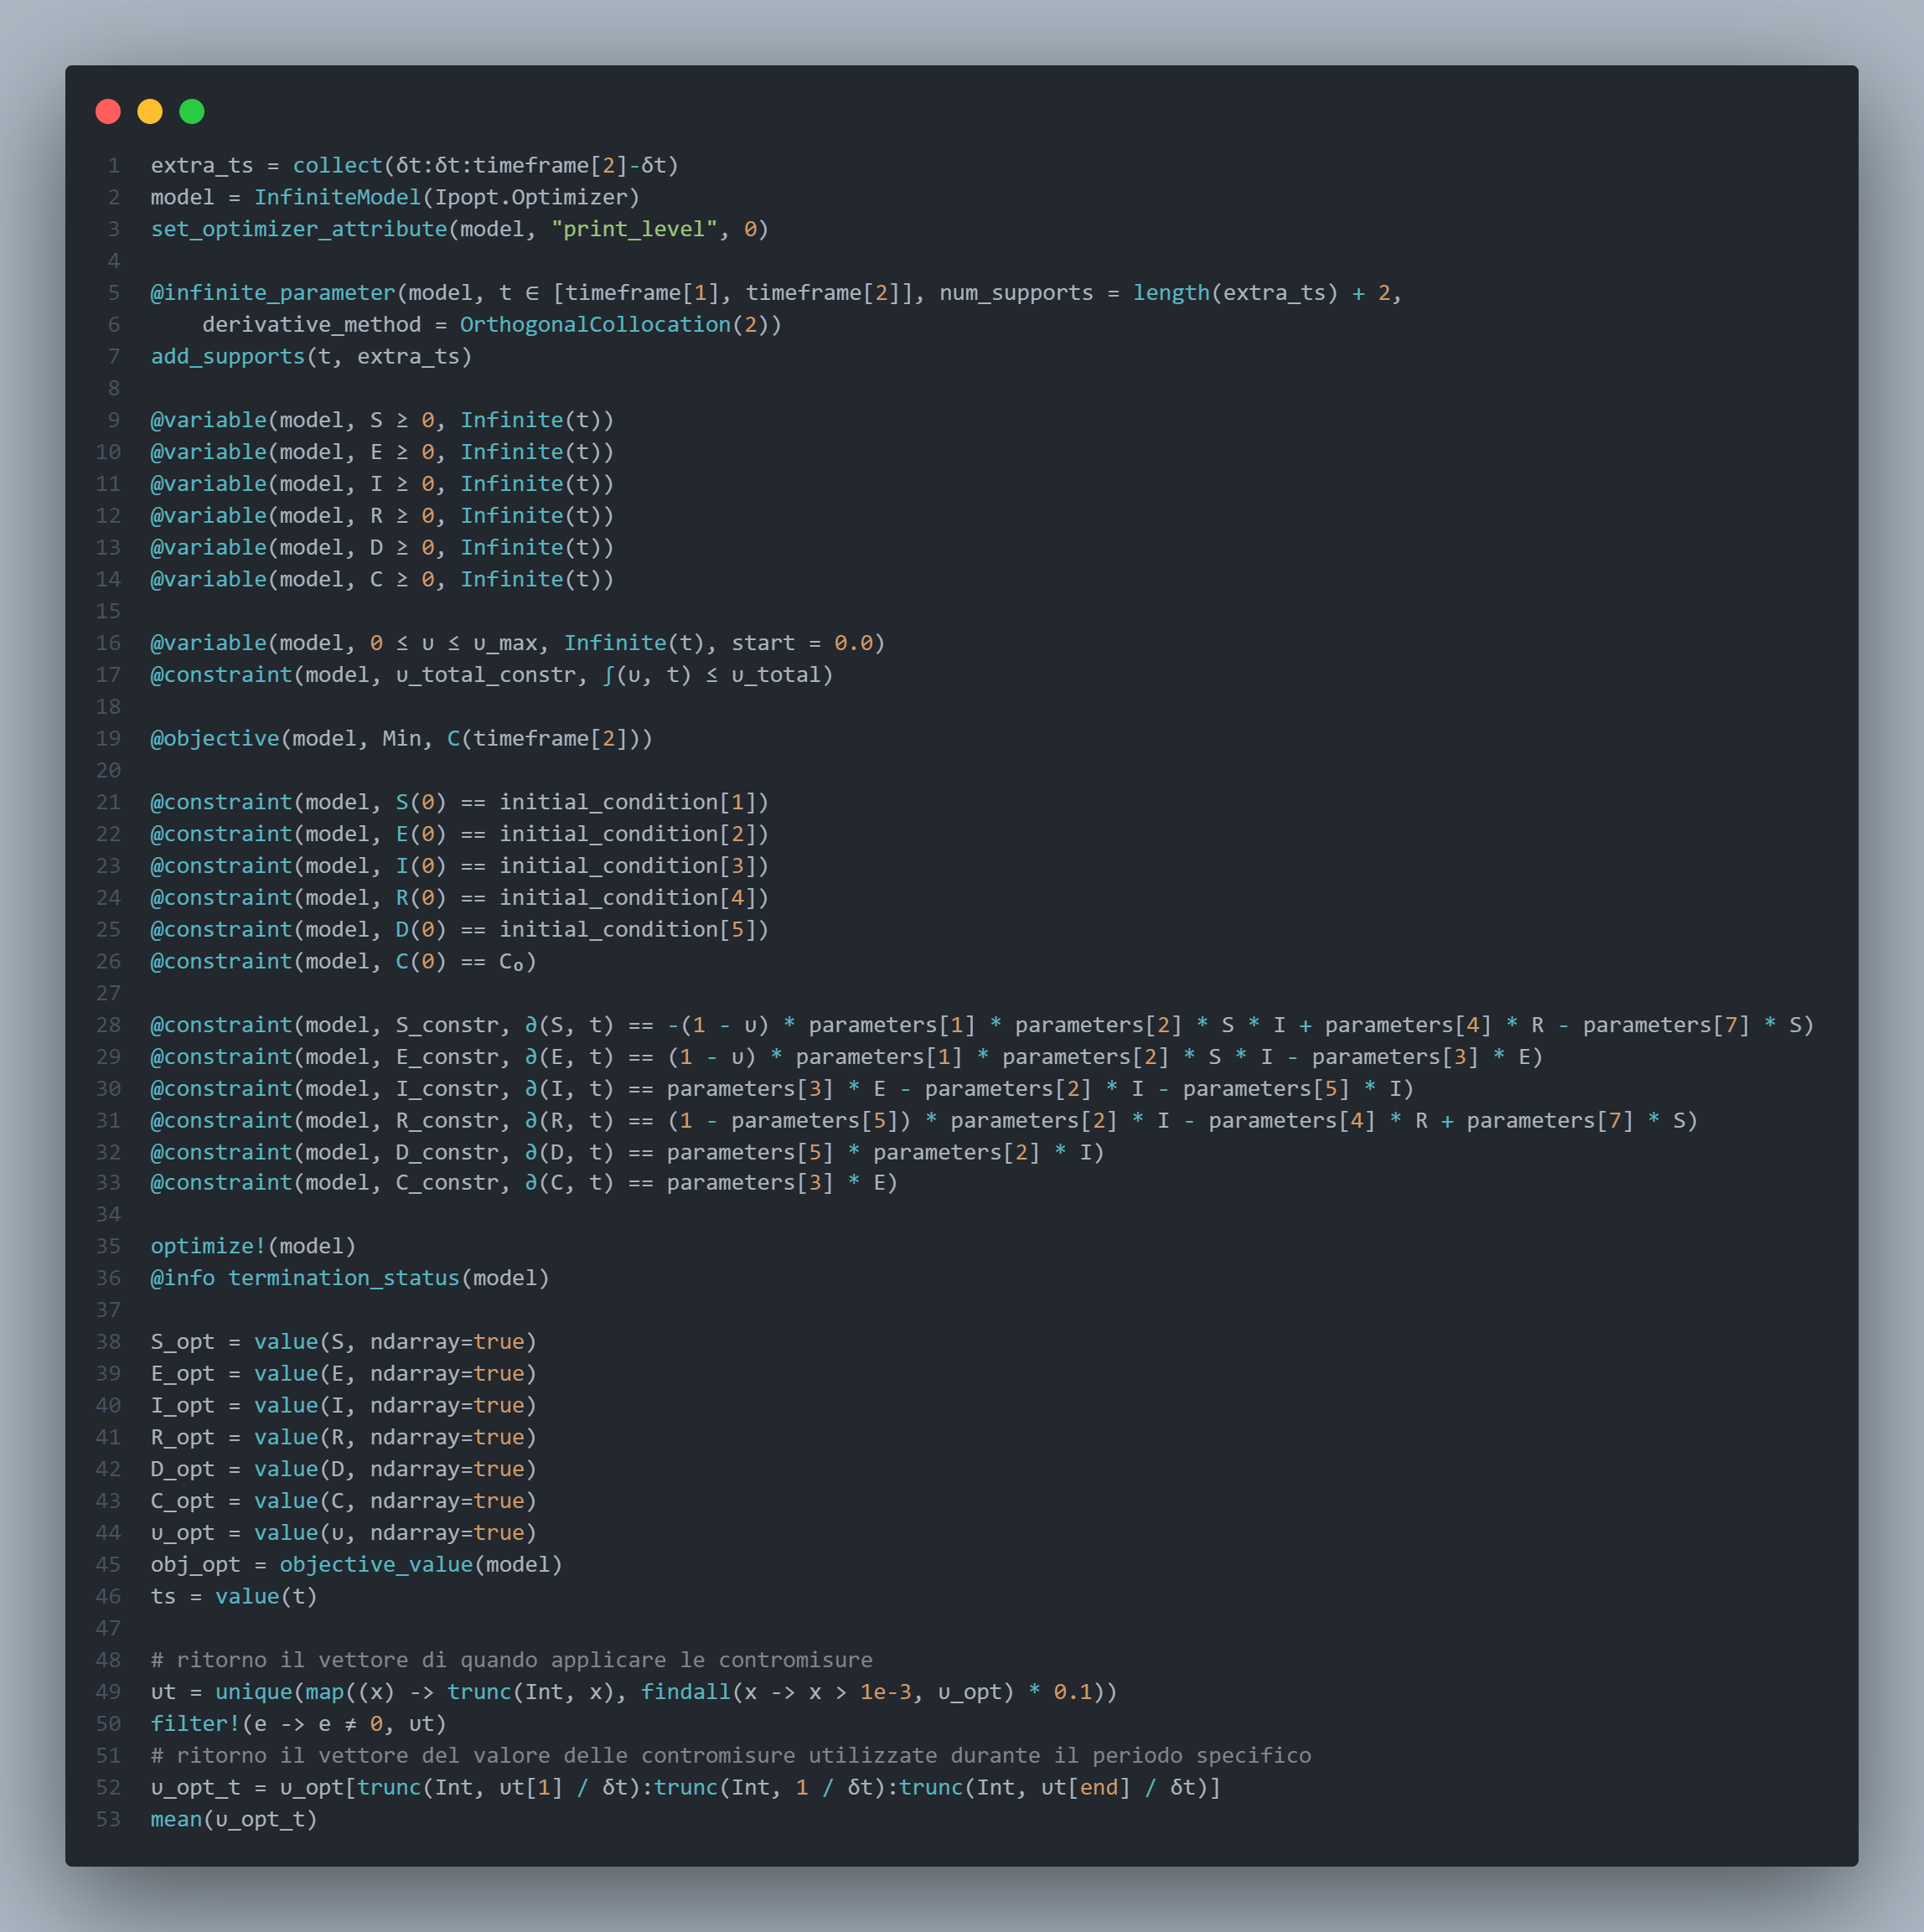 1 extra_ts = collect(δt:δt:timeframe[2]-δt)
2 model = InfiniteModel(Ipopt.Optimizer)
3 set_optimizer_attribute(model, "print_level", 0)
4
5 @infinite_parameter(model, t ∈ [timeframe[1], timeframe[2]], num_supports = length(extra_ts) + 2,
6     derivative_method = OrthogonalCollocation(2))
7 add_supports(t, extra_ts)
8
9 @variable(model, S ≥ 0, Infinite(t))
10 @variable(model, E ≥ 0, Infinite(t))
11 @variable(model, I ≥ 0, Infinite(t))
12 @variable(model, R ≥ 0, Infinite(t))
13 @variable(model, D ≥ 0, Infinite(t))
14 @variable(model, C ≥ 0, Infinite(t))
15
16 @variable(model, 0 ≤ υ ≤ υ_max, Infinite(t), start = 0.0)
17 @constraint(model, υ_total_constr, ∫(υ, t) ≤ υ_total)
18
19 @objective(model, Min, C(timeframe[2]))
20
21 @constraint(model, S(0) == initial_condition[1])
22 @constraint(model, E(0) == initial_condition[2])
23 @constraint(model, I(0) == initial_condition[3])
24 @constraint(model, R(0) == initial_condition[4])
25 @constraint(model, D(0) == initial_condition[5])
26 @constraint(model, C(0) == C₀)
27
28 @constraint(model, S_constr, ∂(S, t) == -(1 - υ) * parameters[1] * parameters[2] * S * I + parameters[4] * R - parameters[7] * S)
29 @constraint(model, E_constr, ∂(E, t) == (1 - υ) * parameters[1] * parameters[2] * S * I - parameters[3] * E)
30 @constraint(model, I_constr, ∂(I, t) == parameters[3] * E - parameters[2] * I - parameters[5] * I)
31 @constraint(model, R_constr, ∂(R, t) == (1 - parameters[5]) * parameters[2] * I - parameters[4] * R + parameters[7] * S)
32 @constraint(model, D_constr, ∂(D, t) == parameters[5] * parameters[2] * I)
33 @constraint(model, C_constr, ∂(C, t) == parameters[3] * E)
34
35 optimize!(model)
36 @info termination_status(model)
37
38 S_opt = value(S, ndarray=true)
39 E_opt = value(E, ndarray=true)
40 I_opt = value(I, ndarray=true)
41 R_opt = value(R, ndarray=true)
42 D_opt = value(D, ndarray=true)
43 C_opt = value(C, ndarray=true)
44 υ_opt = value(υ, ndarray=true)
45 obj_opt = objective_value(model)
46 ts = value(t)
47
48 # ritorno il vettore di quando applicare le contromisure
49 υt = unique(map((x) -> trunc(Int, x), findall(x -> x > 1e-3, υ_opt) * 0.1))
50 filter!(e -> e ≠ 0, υt)
51 # ritorno il vettore del valore delle contromisure utilizzate durante il periodo specifico
52 υ_opt_t = υ_opt[trunc(Int, υt[1] / δt):trunc(Int, 1 / δt):trunc(Int, υt[end] / δt)]
53 mean(υ_opt_t)